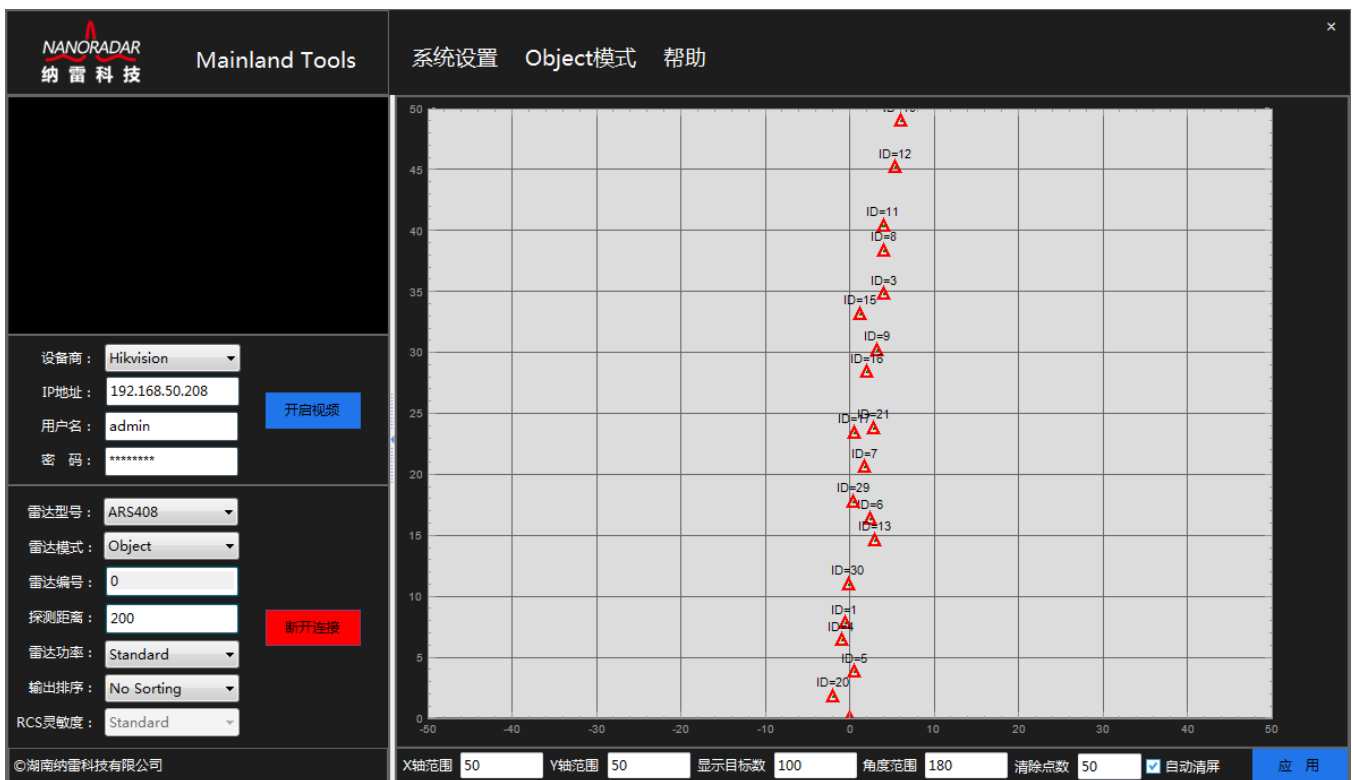 NANORADAR
纳雷科技
Mainland Tools
系统设置 Object模式 帮助
×
设备商： Hikvision
IP地址： 192.168.50.208
用户名： admin
密 码： ********
开启视频
雷达型号： ARS408
雷达模式： Object
雷达编号： 0
探测距离： 200
雷达功率： Standard
输出排序： No Sorting
RCS灵敏度： Standard
断开连接
©湖南纳雷科技有限公司
50
45
40
35
30
25
20
15
10
5
0
ID=12
ID=11
ID=8
ID=3
ID=15
ID=9
ID=16
ID=21
ID=17
ID=7
ID=29
ID=6
ID=13
ID=30
ID=1
ID=4
ID=5
ID=20
-50 -40 -30 -20 -10 0 10 20 30 40 50
X轴范围 50 Y轴范围 50 显示目标数 100 角度范围 180 清除点数 50 自动清屏 应 用